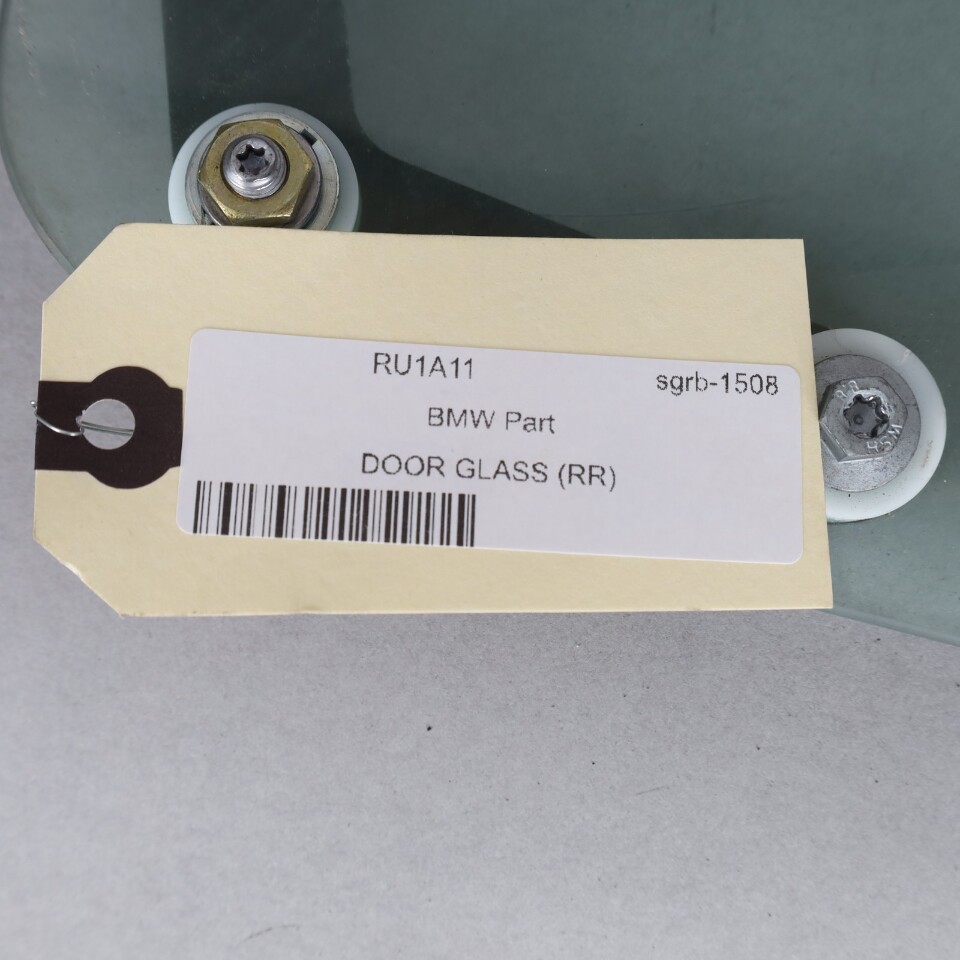 RU1A11
sgrb-1508
BMW Part
DOOR GLASS (RR)